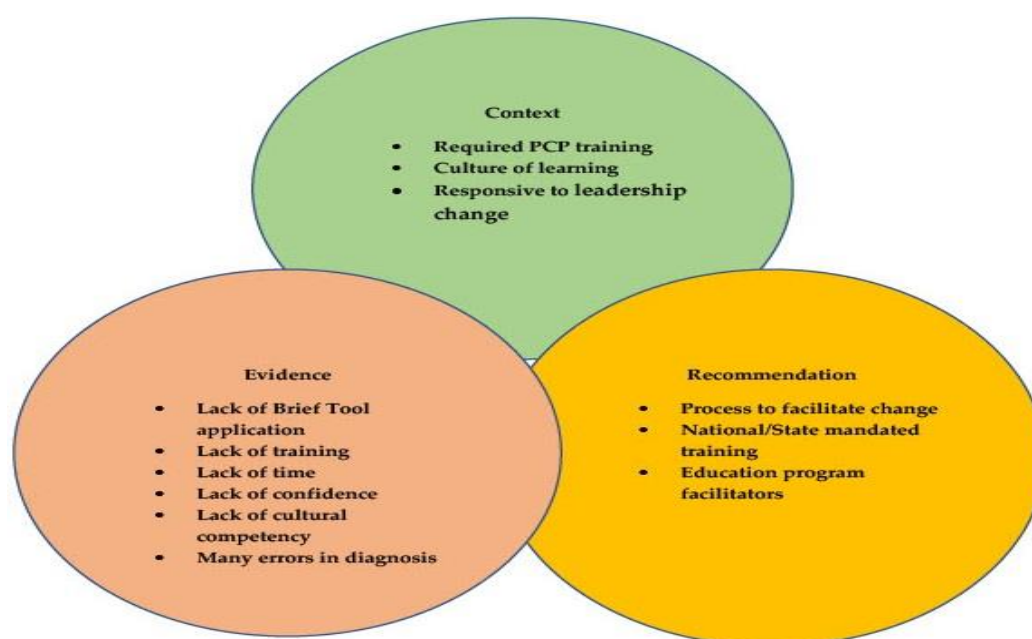 Context
• Required PCP training
• Culture of learning
• Responsive to leadership
change
Evidence
• Lack of Brief Tool
application
• Lack of training
• Lack of time
• Lack of confidence
• Lack of cultural
competency
• Many errors in diagnosis
Recommendation
• Process to facilitate change
• National/State mandated
training
• Education program
facilitators